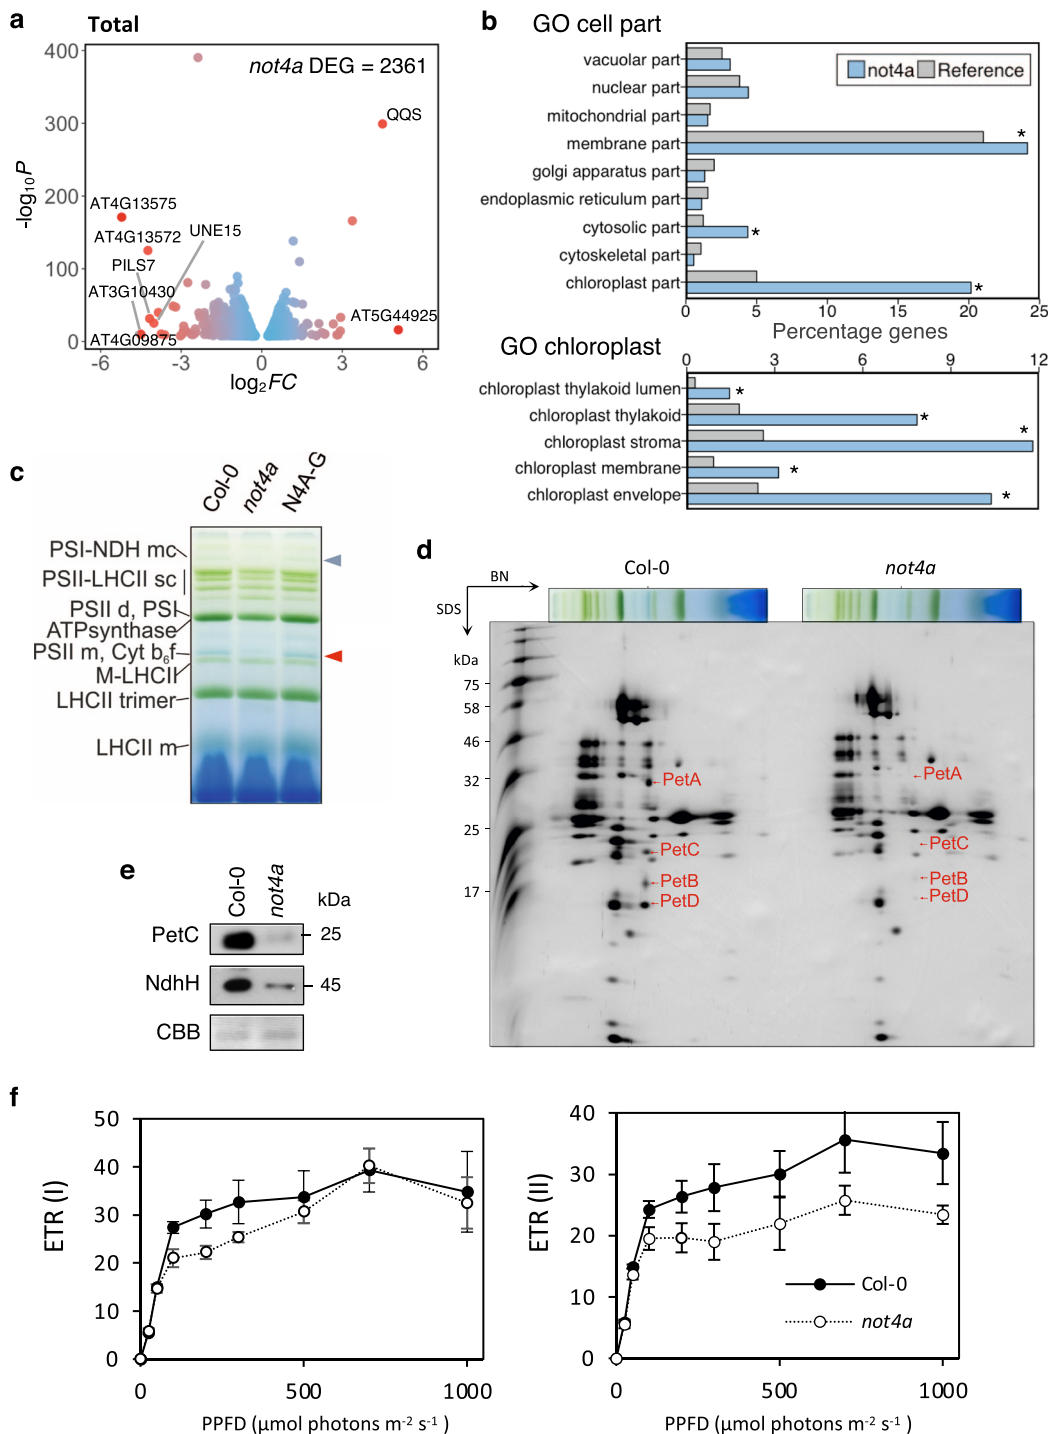 a
Total
not4a DEG = 2361
-log10P
400
300
200
100
0
QQS
AT4G13575
AT4G13572
UNE15
PILS7
AT3G10430
AT4G09875
AT5G44925
-6
-3
0
3
6
log2FC
b
GO cell part
not4a
Reference
vacuolar part
nuclear part
mitochondrial part
membrane part
*
golgi apparatus part
endoplasmic reticulum part
cytosolic part
*
cytoskeletal part
chloroplast part
*
0
5
10
15
20
25
Percentage genes
GO chloroplast
0
3
6
9
12
chloroplast thylakoid lumen
*
chloroplast thylakoid
*
chloroplast stroma
*
chloroplast membrane
*
chloroplast envelope
*
c
Col-0
not4a
N4A-G
PSI-NDH mc
PSII-LHCII sc
PSII d, PSI
ATPsynthase
PSII m, Cyt b6f
M-LHCII
LHCII trimer
LHCII m
d
BN
SDS
Col-0
not4a
kDa
75
58
46
32
25
17
PetA
PetC
PetB
PetD
PetA
PetC
PetB
PetD
e
Col-0
not4a
kDa
PetC
25
NdhH
45
CBB
f
ETR (I)
50
40
30
20
10
0
0
500
1000
PPFD (μmol photons m-2 s-1 )
ETR (II)
40
30
20
10
0
Col-0
not4a
0
500
1000
PPFD (μmol photons m-2 s-1 )